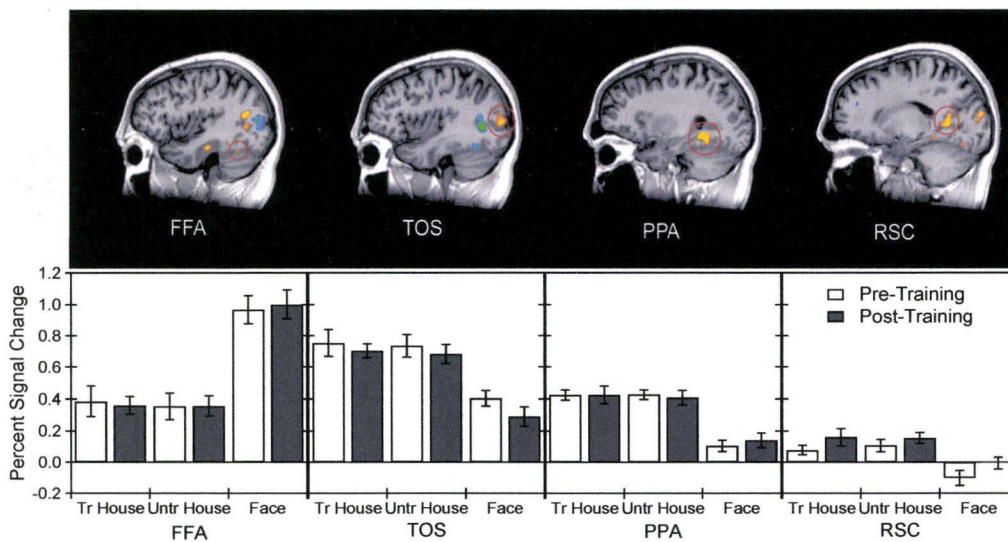 FFA TOS PPA RSC
1.2
1.0
0.8
0.6
0.4
0.2
0.0
-0.2
Percent Signal Change
Pre-Training
Post-Training
Tr House Untr House Face Tr House Untr House Face Tr House Untr House Face Tr House Untr House Face
FFA TOS PPA RSC